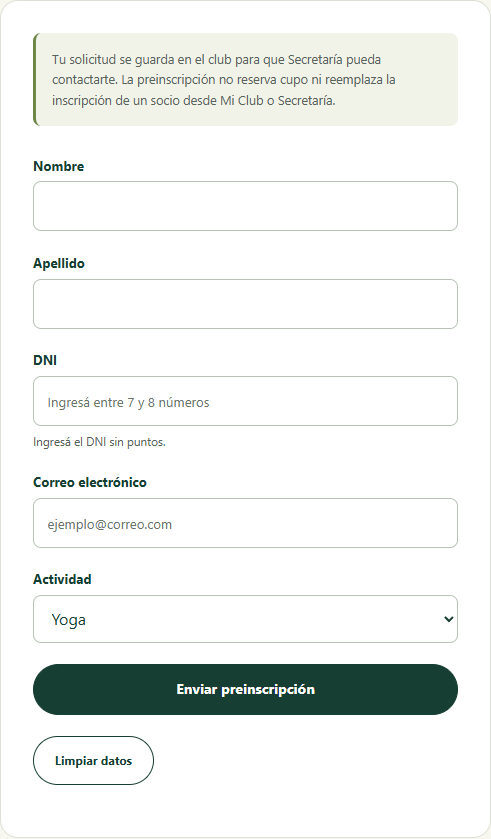 Tu solicitud se guarda en el club para que Secretaría pueda
contactarte. La preinscripción no reserva cupo ni reemplaza la
inscripción de un socio desde Mi Club o Secretaría.
Nombre
Apellido
DNI
Ingresá entre 7 y 8 números
Ingresá el DNI sin puntos.
Correo electrónico
ejemplo@correo.com
Actividad
Yoga
Enviar preinscripción
Limpiar datos